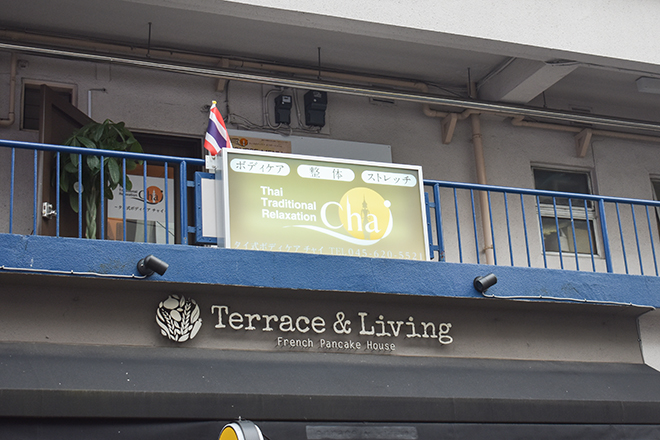 ボディケア 整体 ストレッチ
Thai
Traditional
Relaxation
Cha
タイ式ボディケア チャイ
Terrace & Living
French Pancake House